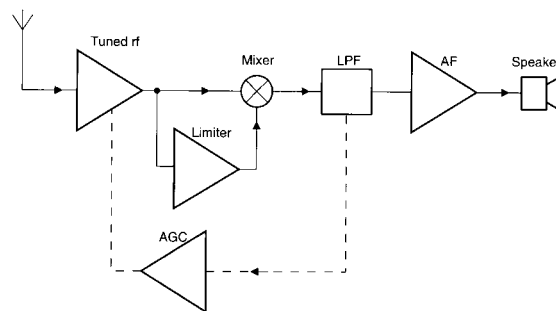 Tuned rf
Mixer
LPF
AF
Speake
Limiter
AGC